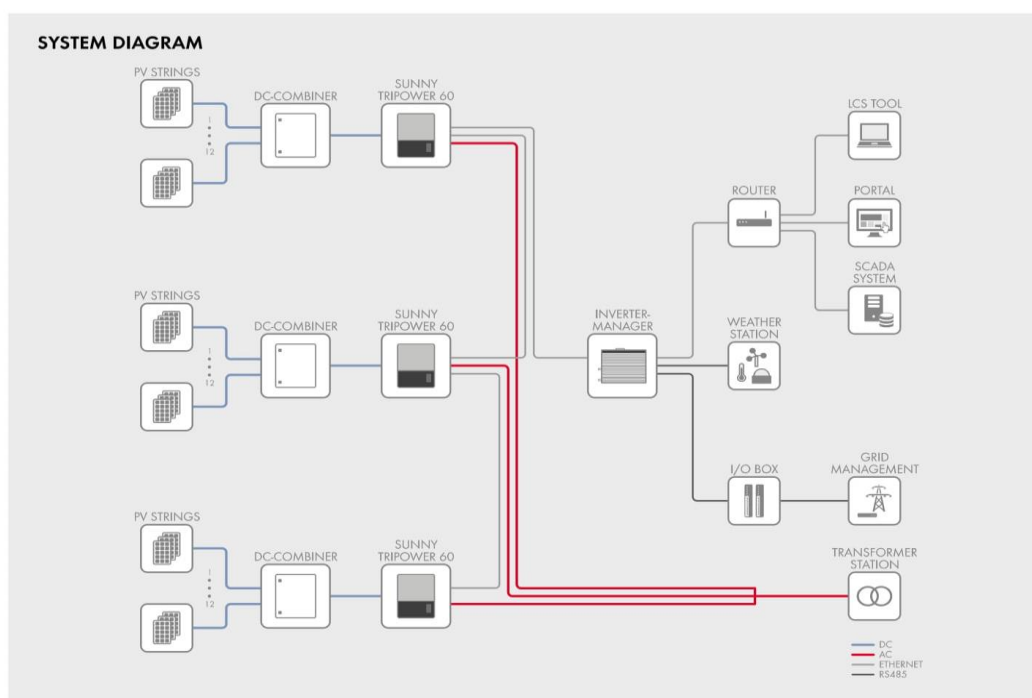 SYSTEM DIAGRAM
PV STRINGS
1
12
DC-COMBINER
SUNNY
TRIPOWER 60
LCS TOOL
ROUTER
PORTAL
SCADA
SYSTEM
PV STRINGS
1
12
DC-COMBINER
SUNNY
TRIPOWER 60
INVERTER-
MANAGER
WEATHER
STATION
I/O BOX
GRID
MANAGEMENT
PV STRINGS
1
12
DC-COMBINER
SUNNY
TRIPOWER 60
TRANSFORMER
STATION
DC
AC
ETHERNET
RS485